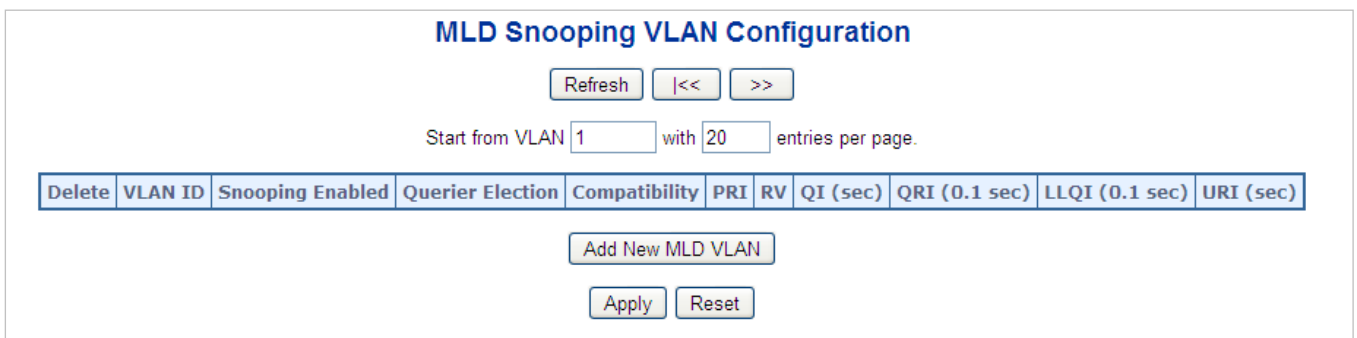 MLD Snooping VLAN Configuration
Refresh |<< >>
Start from VLAN 1 with 20 entries per page.
Delete VLAN ID Snooping Enabled Querier Election Compatibility PRI RV QI (sec) QRI (0.1 sec) LLQI (0.1 sec) URI (sec)
Add New MLD VLAN
Apply Reset